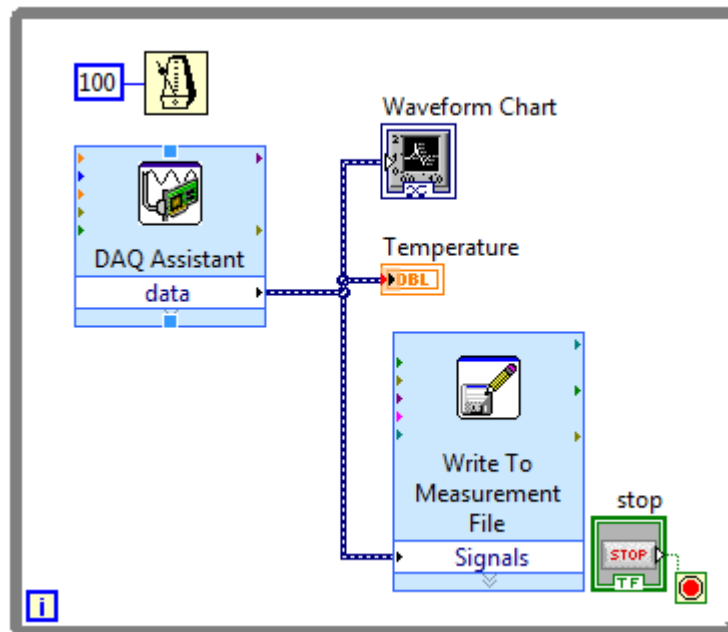 100
Waveform Chart
DAQ Assistant
data
Temperature
DBL
Write To
Measurement
File
Signals
stop
STOP
TF
i